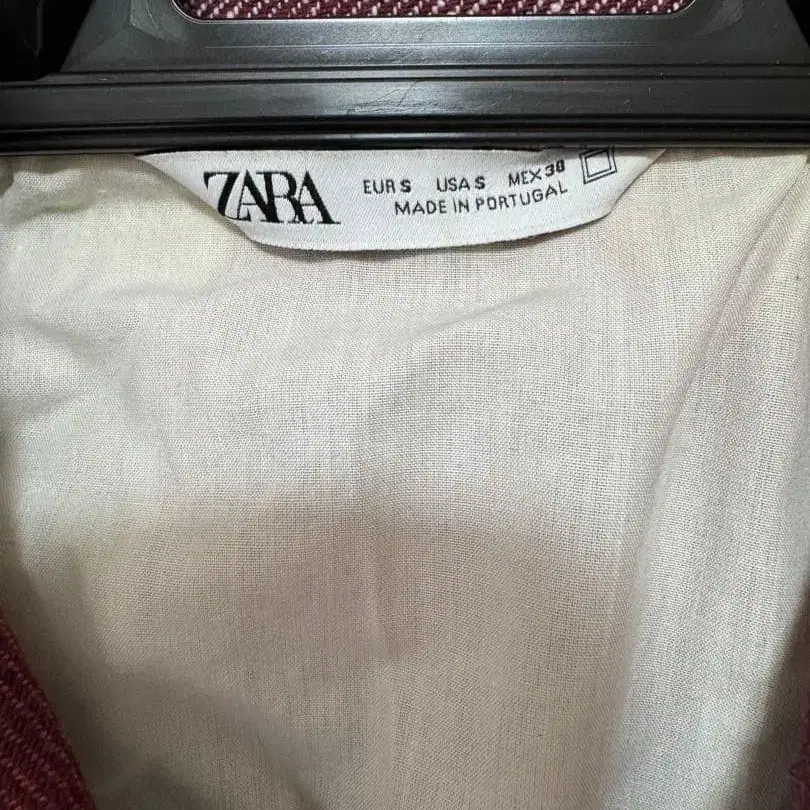 ZARA
EUR S USA S MEX 38
MADE IN PORTUGAL